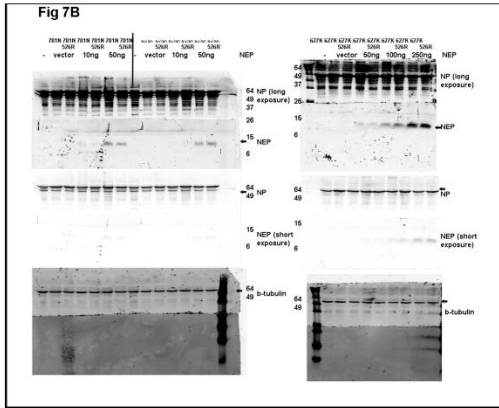 Fig 7B
701N 701N 701N 701N
526R 526R 526R
- vector 10ng 50ng
526R 526R 526R
- vector 10ng 50ng NEP
64
49
37
NP (long
exposure)
26
15
NEP
6
64
49
NP
15
6
NEP (short
exposure)
64
49
b-tubulin
627K 627K 627K 627K 627K
526R 526R 526R 526R
- vector 50ng 100ng 250ng NEP
64
49
37
NP (long
exposure)
26
15
NEP
6
64
49
NP
15
6
NEP (short
exposure)
64
49
b-tubulin